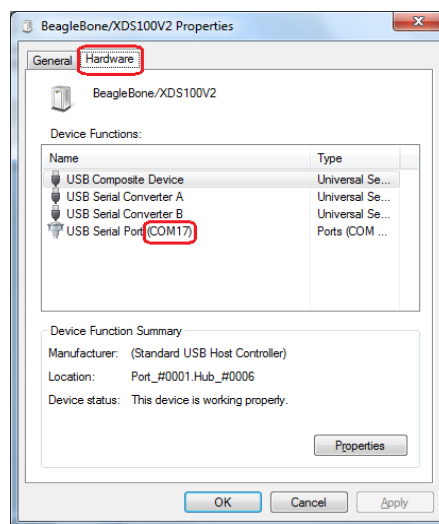 BeagleBone/XDS100V2 Properties
General Hardware
BeagleBone/XDS100V2
Device Functions:
Name Type
USB Composite Device Universal Se...
USB Serial Converter A Universal Se...
USB Serial Converter B Universal Se...
USB Serial Port (COM17) Ports (COM ...
Device Function Summary
Manufacturer: (Standard USB Host Controller)
Location: Port_#0001.Hub_#0006
Device status: This device is working properly.
Properties
OK Cancel Apply